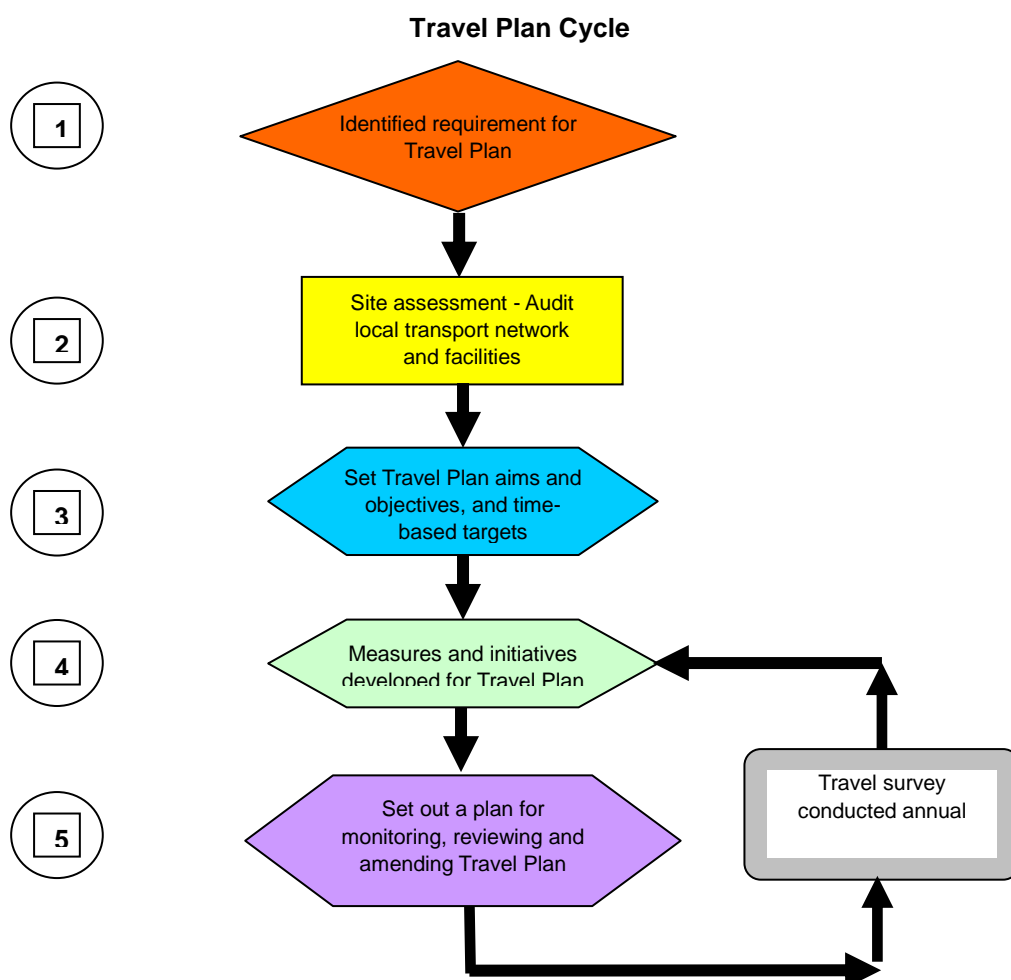 Travel Plan Cycle
1
Identified requirement for
Travel Plan
2
Site assessment - Audit
local transport network
and facilities
3
Set Travel Plan aims and
objectives, and time-
based targets
4
Measures and initiatives
developed for Travel Plan
5
Set out a plan for
monitoring, reviewing and
amending Travel Plan
Travel survey
conducted annual